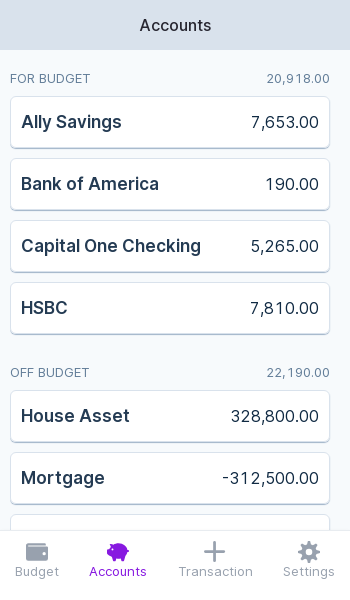 Accounts
FOR BUDGET 20,918.00
Ally Savings 7,653.00
Bank of America 190.00
Capital One Checking 5,265.00
HSBC 7,810.00
OFF BUDGET 22,190.00
House Asset 328,800.00
Mortgage -312,500.00
Budget Accounts Transaction Settings